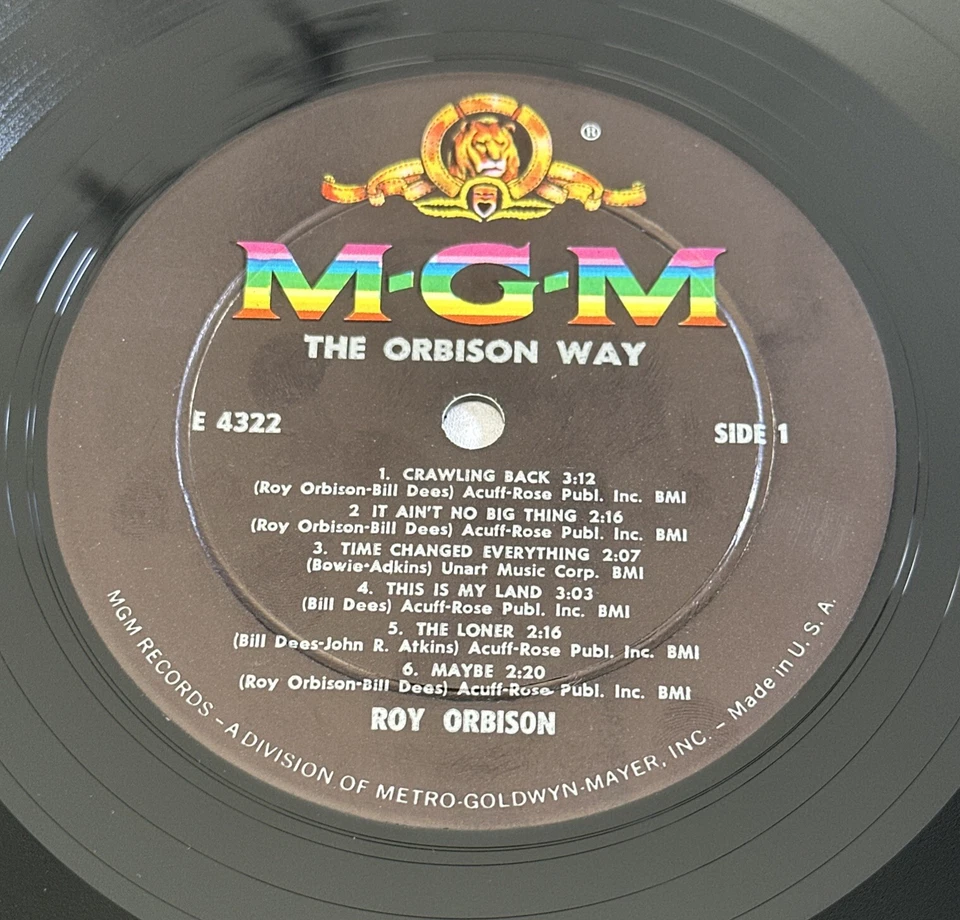 ®
M-G-M
THE ORBISON WAY
E 4322
SIDE 1
1. CRAWLING BACK 3:12
(Roy Orbison-Bill Dees) Acuff-Rose Publ. Inc. BMI
2 IT AIN'T NO BIG THING 2:16
(Roy Orbison-Bill Dees) Acuff-Rose Publ. Inc. BMI
3. TIME CHANGED EVERYTHING 2:07
(Bowie-Adkins) Unart Music Corp. BMI
4. THIS IS MY LAND 3:03
(Bill Dees) Acuff-Rose Publ. Inc. BMI
5. THE LONER 2:16
(Bill Dees-John R. Atkins) Acuff-Rose Publ. Inc. BMI
6. MAYBE 2:20
(Roy Orbison-Bill Dees) Acuff-Rose Publ. Inc. BMI
ROY ORBISON
MGM RECORDS – A DIVISION OF METRO-GOLDWYN-MAYER, INC. – Made in U. S. A.